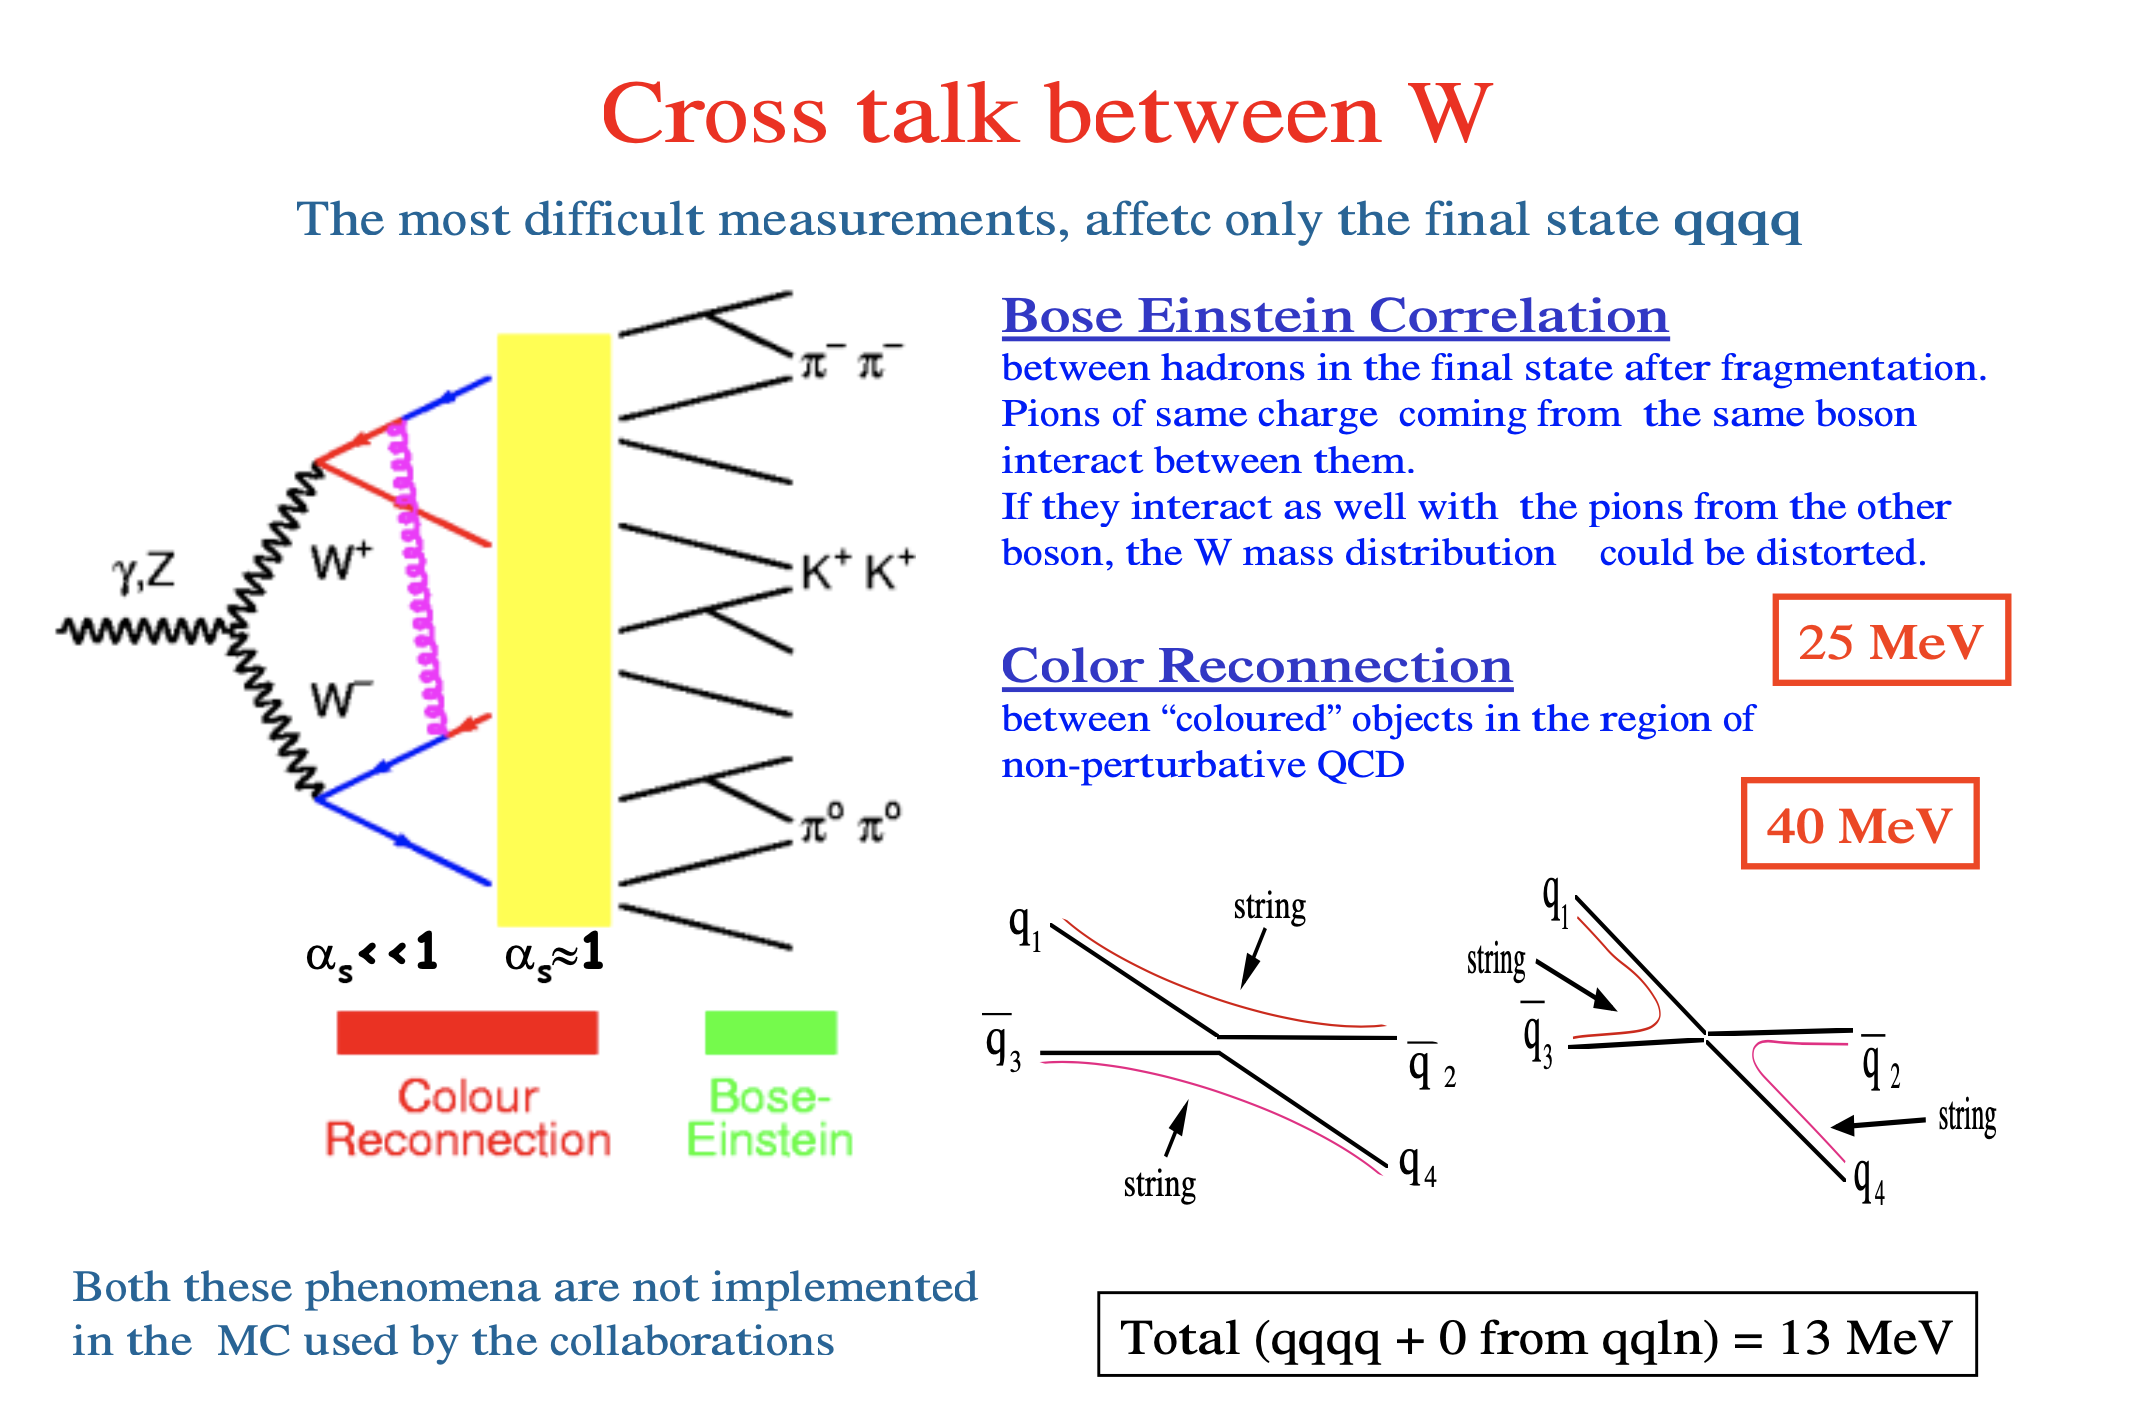 Cross talk between W
The most difficult measurements, affetc only the final state qqqq
γ,Z
W⁺
W⁻
π⁻ π⁻
K⁺ K⁺
π⁰ π⁰
αₛ<<1
αₛ≈1
Colour
Reconnection
Bose-
Einstein
Bose Einstein Correlation
between hadrons in the final state after fragmentation.
Pions of same charge coming from the same boson
interact between them.
If they interact as well with the pions from the other
boson, the W mass distribution could be distorted.
25 MeV
Color Reconnection
between “coloured” objects in the region of
non-perturbative QCD
40 MeV
q₁
string
q̅₃
q̅₂
string
q₄
q₁
string
q̅₃
q̅₂
string
q₄
Both these phenomena are not implemented
in the MC used by the collaborations
Total (qqqq + 0 from qqln) = 13 MeV